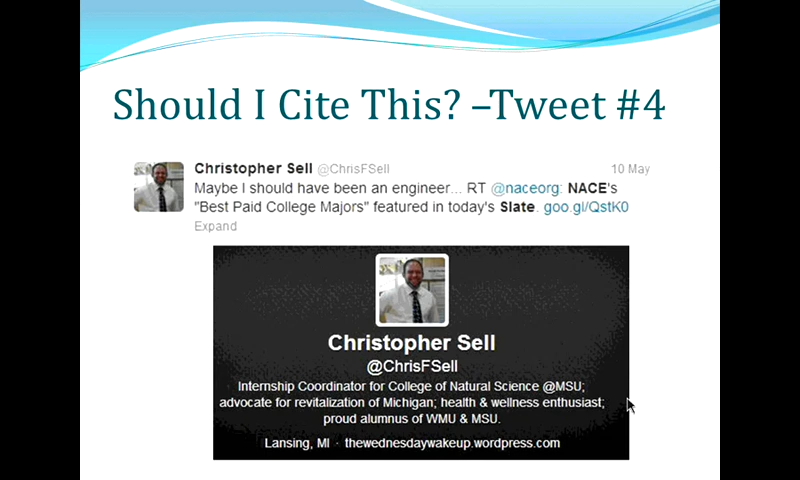 Should I Cite This? –Tweet #4
Christopher Sell @ChrisFSell 10 May
Maybe I should have been an engineer... RT @naceorg: NACE's
"Best Paid College Majors" featured in today's Slate. goo.gl/QstK0
Expand
Christopher Sell
@ChrisFSell
Internship Coordinator for College of Natural Science @MSU;
advocate for revitalization of Michigan; health & wellness enthusiast;
proud alumnus of WMU & MSU.
Lansing, MI · thewednesdaywakeup.wordpress.com